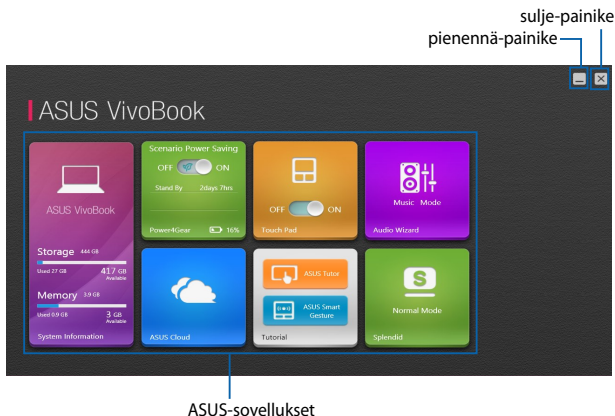 sulje-painike
pienennä-painike
ASUS VivoBook
ASUS VivoBook
Storage 444 GB
Used 27 GB 417 GB
Available
Memory 3.9 GB
Used 0.9 GB 3 GB
Available
System Information
Scenario Power Saving
OFF ON
Stand By 2days 7hrs
Power4Gear 16%
OFF ON
Touch Pad
Music Mode
Audio Wizard
ASUS Cloud
ASUS Tutor
ASUS Smart
Gesture
Tutorial
S
Normal Mode
Splendid
ASUS-sovellukset